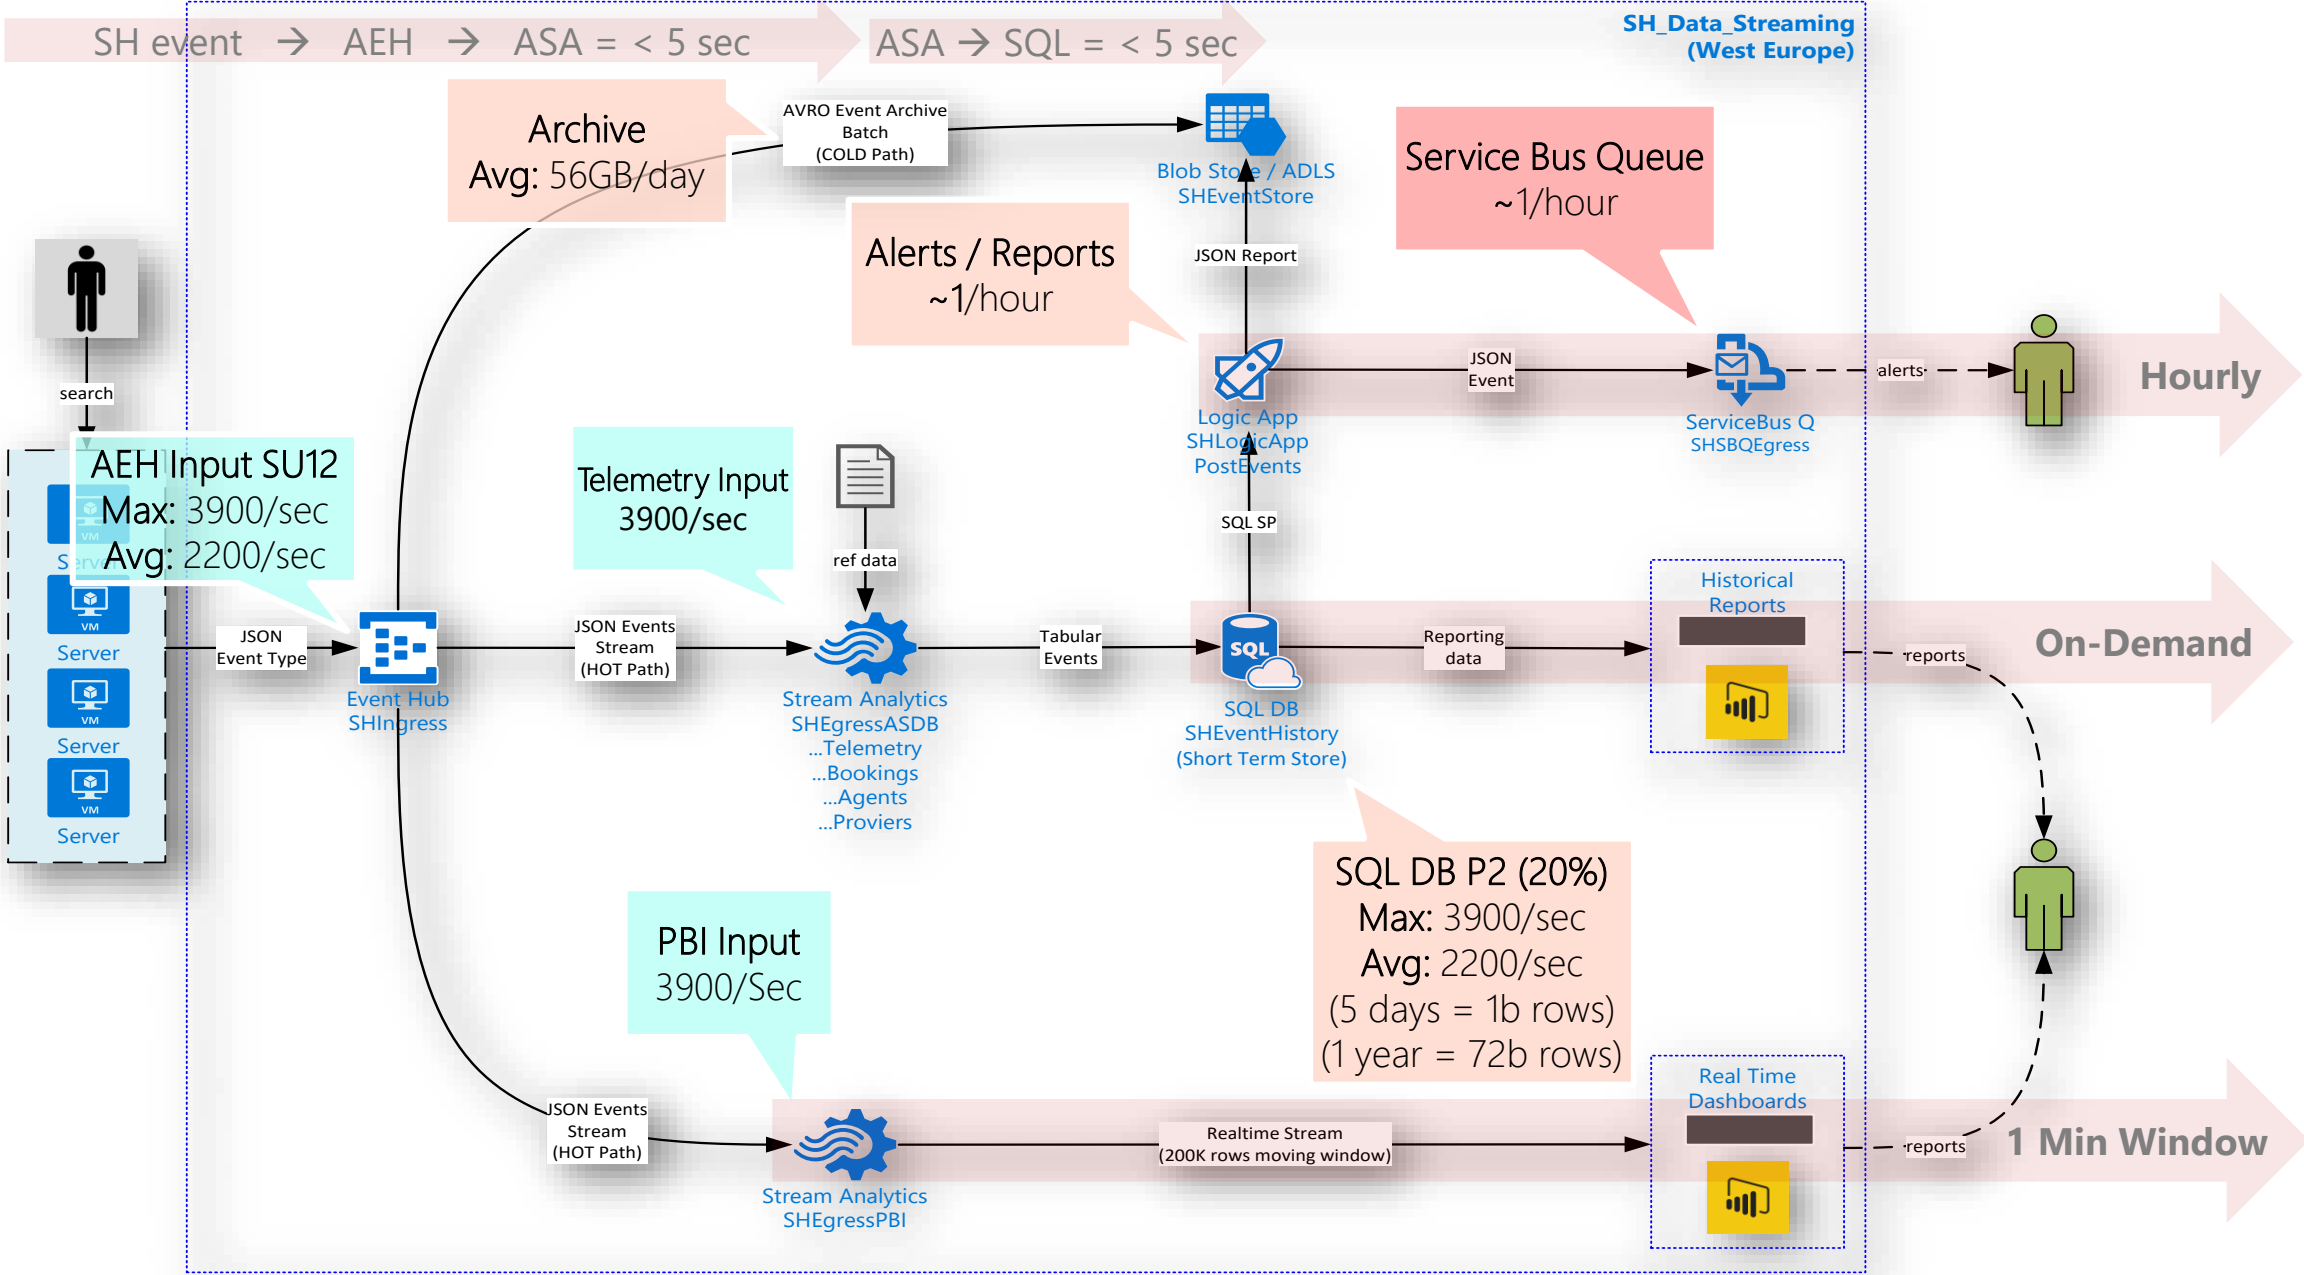 SH event → AEH → ASA = < 5 sec
ASA → SQL = < 5 sec
SH_Data_Streaming
(West Europe)
Archive
Avg: 56GB/day
AVRO Event Archive
Batch
(COLD Path)
Blob Store / ADLS
SHEventStore
Service Bus Queue
~1/hour
Alerts / Reports
~1/hour
JSON Report
search
JSON
Event
alerts
Hourly
Logic App
SHLogicApp
PostEvents
ServiceBus Q
SHSBQEgress
AEH Input SU12
Max: 3900/sec
Avg: 2200/sec
VM
Server
VM
Server
VM
Server
VM
Server
Telemetry Input
3900/sec
ref data
SQL SP
JSON
Event Type
Event Hub
SHIngress
JSON Events
Stream
(HOT Path)
Stream Analytics
SHEgressASDB
...Telemetry
...Bookings
...Agents
...Proviers
Tabular
Events
SQL
SQL DB
SHEventHistory
(Short Term Store)
Reporting
data
Historical
Reports
reports
On-Demand
SQL DB P2 (20%)
Max: 3900/sec
Avg: 2200/sec
(5 days = 1b rows)
(1 year = 72b rows)
PBI Input
3900/Sec
JSON Events
Stream
(HOT Path)
Stream Analytics
SHEgressPBI
Realtime Stream
(200K rows moving window)
Real Time
Dashboards
reports
1 Min Window